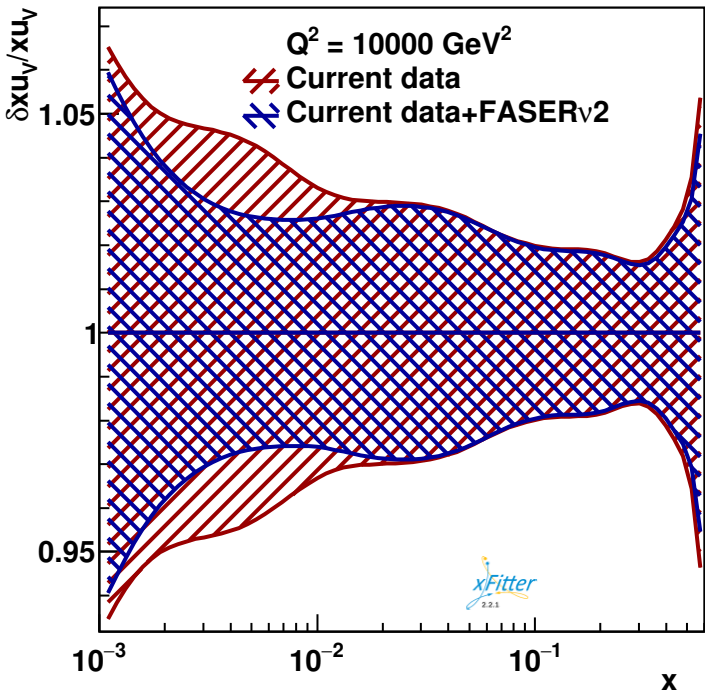 δxu_V/xu_V
Q² = 10000 GeV²
Current data
Current data+FASERν2
1.05
1
0.95
xFitter
2.2.1
10⁻³ 10⁻² 10⁻¹
x